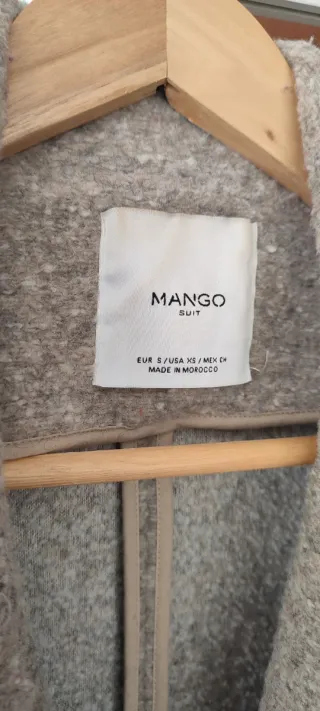 MANGO
SUIT
EUR S / USA XS / MEX CH
MADE IN MOROCCO